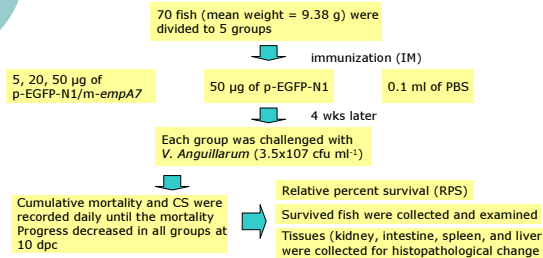 70 fish (mean weight = 9.38 g) were
divided to 5 groups
immunization (IM)
5, 20, 50 µg of
p-EGFP-N1/m-empA7
50 µg of p-EGFP-N1
0.1 ml of PBS
4 wks later
Each group was challenged with
V. Anguillarum (3.5x107 cfu ml-1)
Cumulative mortality and CS were
recorded daily until the mortality
Progress decreased in all groups at
10 dpc
Relative percent survival (RPS)
Survived fish were collected and examined
Tissues (kidney, intestine, spleen, and liver
were collected for histopathological change